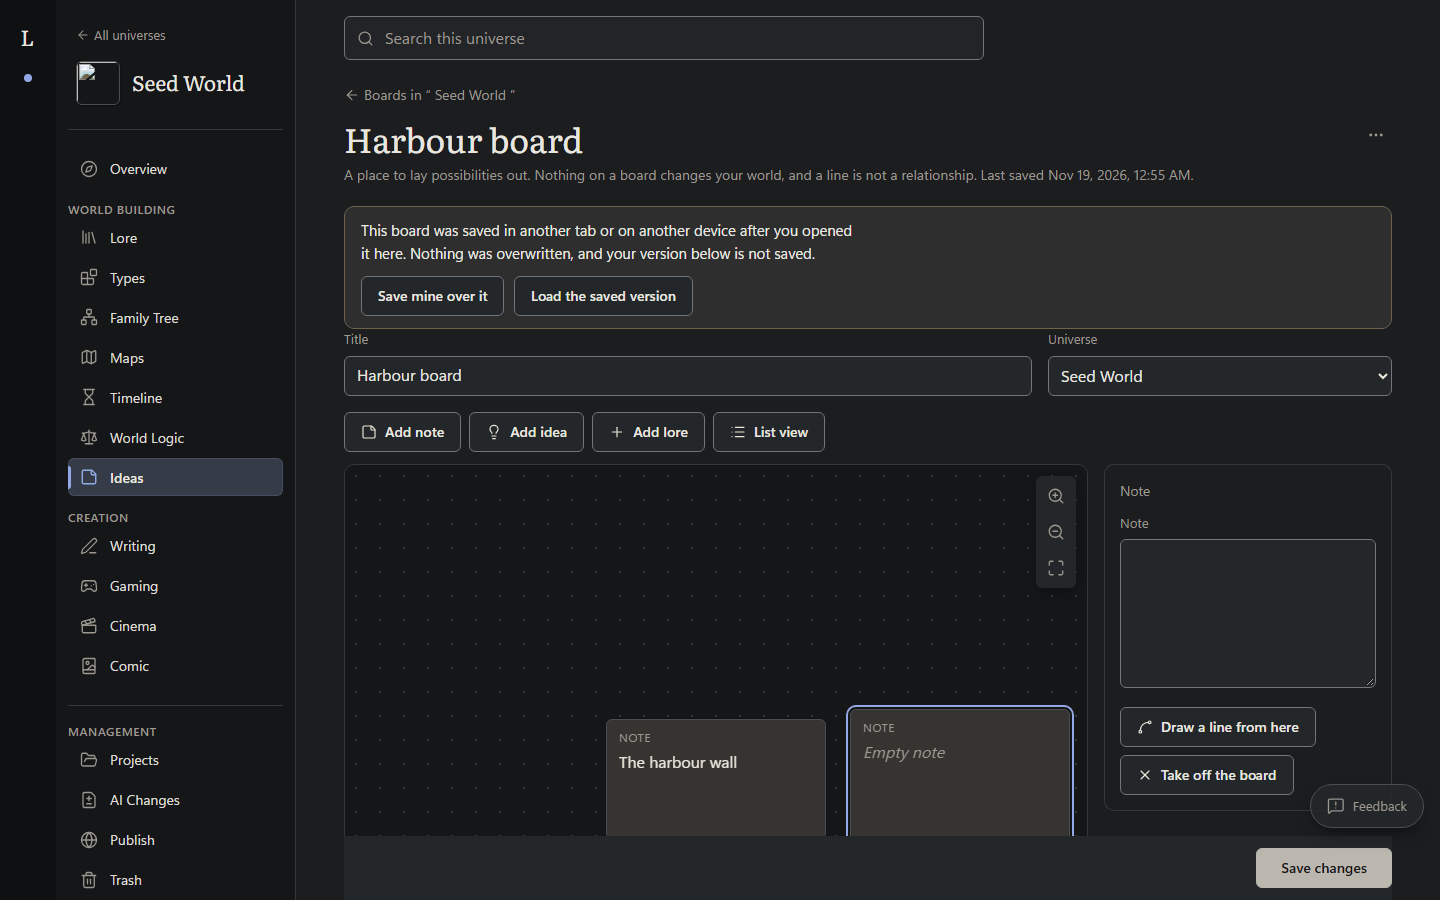 L
All universes
Seed World
Overview
WORLD BUILDING
Lore
Types
Family Tree
Maps
Timeline
World Logic
Ideas
CREATION
Writing
Gaming
Cinema
Comic
MANAGEMENT
Projects
AI Changes
Publish
Trash
Search this universe
Boards in “ Seed World ”
Harbour board
A place to lay possibilities out. Nothing on a board changes your world, and a line is not a relationship. Last saved Nov 19, 2026, 12:55 AM.
This board was saved in another tab or on another device after you opened
it here. Nothing was overwritten, and your version below is not saved.
Save mine over it
Load the saved version
Title
Universe
Harbour board
Seed World
Add note
Add idea
Add lore
List view
NOTE
The harbour wall
NOTE
Empty note
Note
Note
Draw a line from here
Take off the board
Feedback
Save changes